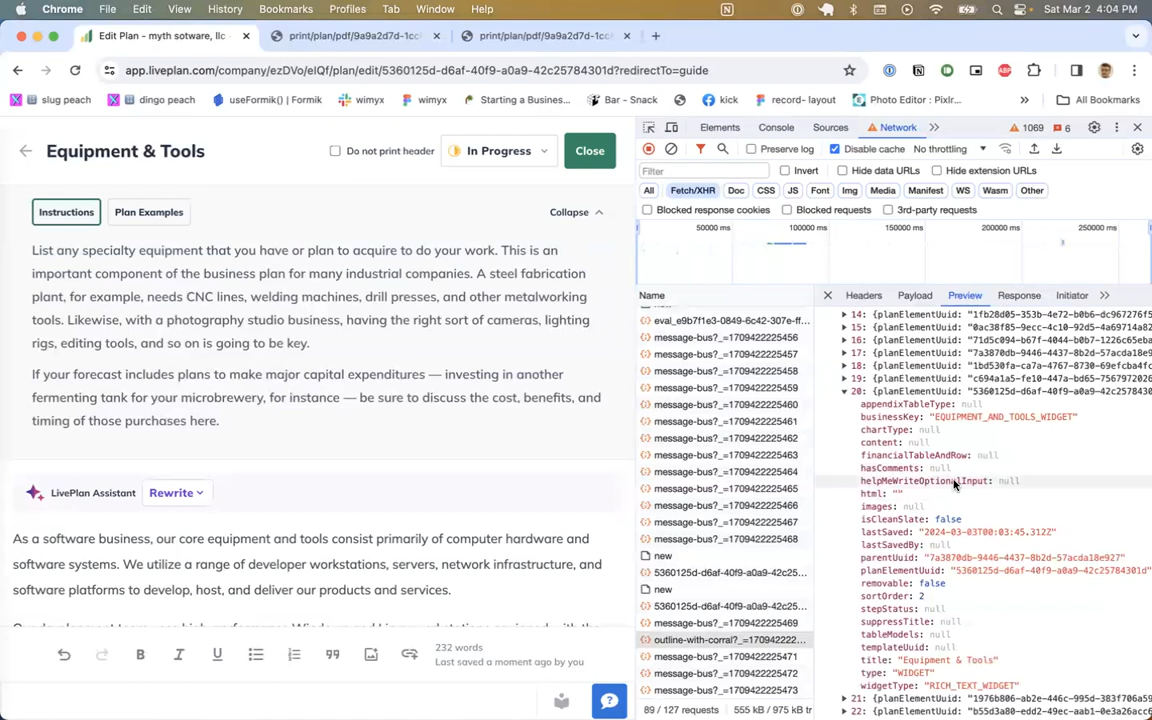 Chrome File Edit View History Bookmarks Profiles Tab Window Help Sat Mar 2 4:04 PM
Edit Plan - myth sotware, llc print/plan/pdf/9a9a2d7d-1cc print/plan/pdf/9a9a2d7d-1cc
app.liveplan.com/company/ezDVo/elQf/plan/edit/5360125d-d6af-40f9-a0a9-42c25784301d?redirectTo=guide
slug peach dingo peach useFormik() | Formik wimyx wimyx Starting a Busines... Bar - Snack kick record- layout Photo Editor : Pixlr... All Bookmarks
Equipment & Tools
Do not print header
In Progress
Close
Instructions
Plan Examples
Collapse
List any specialty equipment that you have or plan to acquire to do your work. This is an
important component of the business plan for many industrial companies. A steel fabrication
plant, for example, needs CNC lines, welding machines, drill presses, and other metalworking
tools. Likewise, with a photography studio business, having the right sort of cameras, lighting
rigs, editing tools, and so on is going to be key.
If your forecast includes plans to make major capital expenditures — investing in another
fermenting tank for your microbrewery, for instance — be sure to discuss the cost, benefits, and
timing of those purchases here.
LivePlan Assistant Rewrite
As a software business, our core equipment and tools consist primarily of computer hardware and
software systems. We utilize a range of developer workstations, servers, network infrastructure, and
software platforms to develop, host, and deliver our products and services.
232 words
Last saved a moment ago by you
Elements Console Sources Network 1069 6
Preserve log Disable cache No throttling
Filter Invert Hide data URLs Hide extension URLs
All Fetch/XHR Doc CSS JS Font Img Media Manifest WS Wasm Other
Blocked response cookies Blocked requests 3rd-party requests
50000 ms 100000 ms 150000 ms 200000 ms 250000 ms
Name
eval_e9b7f1e3-0849-6c42-307e-ff...
message-bus?_=1709422225456
message-bus?_=1709422225457
message-bus?_=1709422225458
message-bus?_=1709422225459
message-bus?_=1709422225460
message-bus?_=1709422225461
message-bus?_=1709422225462
message-bus?_=1709422225463
message-bus?_=1709422225464
message-bus?_=1709422225465
message-bus?_=1709422225466
message-bus?_=1709422225467
message-bus?_=1709422225468
new
5360125d-d6af-40f9-a0a9-42c25...
new
5360125d-d6af-40f9-a0a9-42c25...
message-bus?_=1709422225469
outline-with-corral?_=170942222...
message-bus?_=1709422225471
message-bus?_=1709422225472
message-bus?_=1709422225473
89 / 127 requests 555 kB / 975 kB tr
Headers Payload Preview Response Initiator
14: {planElementUuid: "1fb28d05-353b-4e72-b0b6-dc967276f5
15: {planElementUuid: "0ac38f85-9ecc-4c10-92d5-4a69714a82
16: {planElementUuid: "71d5c094-b67f-4044-b0b7-1226c65eba
17: {planElementUuid: "7a3870db-9446-4437-8b2d-57acda18e9
18: {planElementUuid: "1bd530fa-ca7a-4767-8730-69efcba4fc
19: {planElementUuid: "c694a1a5-fe10-447a-bd65-7567972026
20: {planElementUuid: "5360125d-d6af-40f9-a0a9-42c2578430
appendixTableType: null
businessKey: "EQUIPMENT_AND_TOOLS_WIDGET"
chartType: null
content: null
financialTableAndRow: null
hasComments: null
helpMeWriteOptionalInput: null
html: ""
images: null
isCleanSlate: false
lastSaved: "2024-03-03T00:03:45.312Z"
lastSavedBy: null
parentUuid: "7a3870db-9446-4437-8b2d-57acda18e927"
planElementUuid: "5360125d-d6af-40f9-a0a9-42c25784301d"
removable: false
sortOrder: 2
stepStatus: null
suppressTitle: null
tableModels: null
templateUuid: null
title: "Equipment & Tools"
type: "WIDGET"
widgetType: "RICH_TEXT_WIDGET"
21: {planElementUuid: "1976b806-ab2e-446c-995d-383f706a59
22: {planElementUuid: "b55d3a80-edd2-49ec-aab1-0e3a26acc6